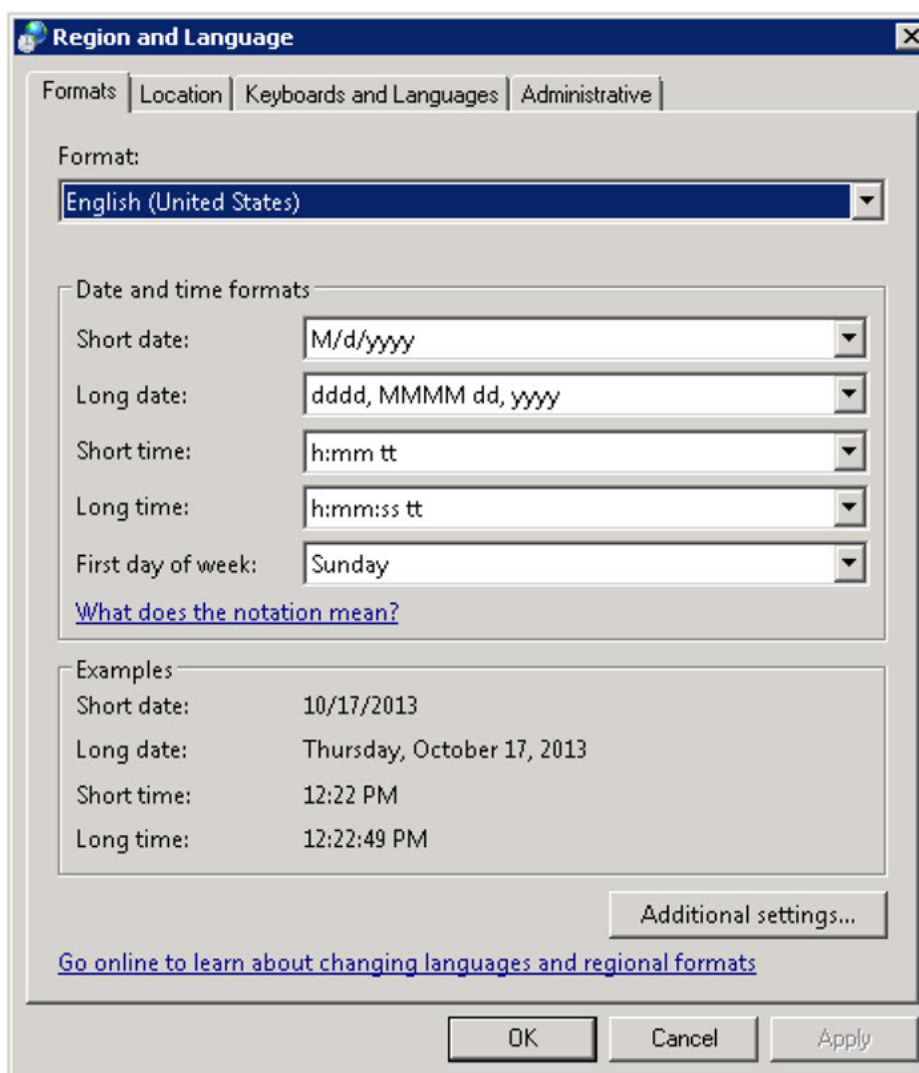 Region and Language
Formats Location Keyboards and Languages Administrative
Format:
English (United States)
Date and time formats
Short date: M/d/yyyy
Long date: dddd, MMMM dd, yyyy
Short time: h:mm tt
Long time: h:mm:ss tt
First day of week: Sunday
What does the notation mean?
Examples
Short date: 10/17/2013
Long date: Thursday, October 17, 2013
Short time: 12:22 PM
Long time: 12:22:49 PM
Additional settings...
Go online to learn about changing languages and regional formats
OK Cancel Apply